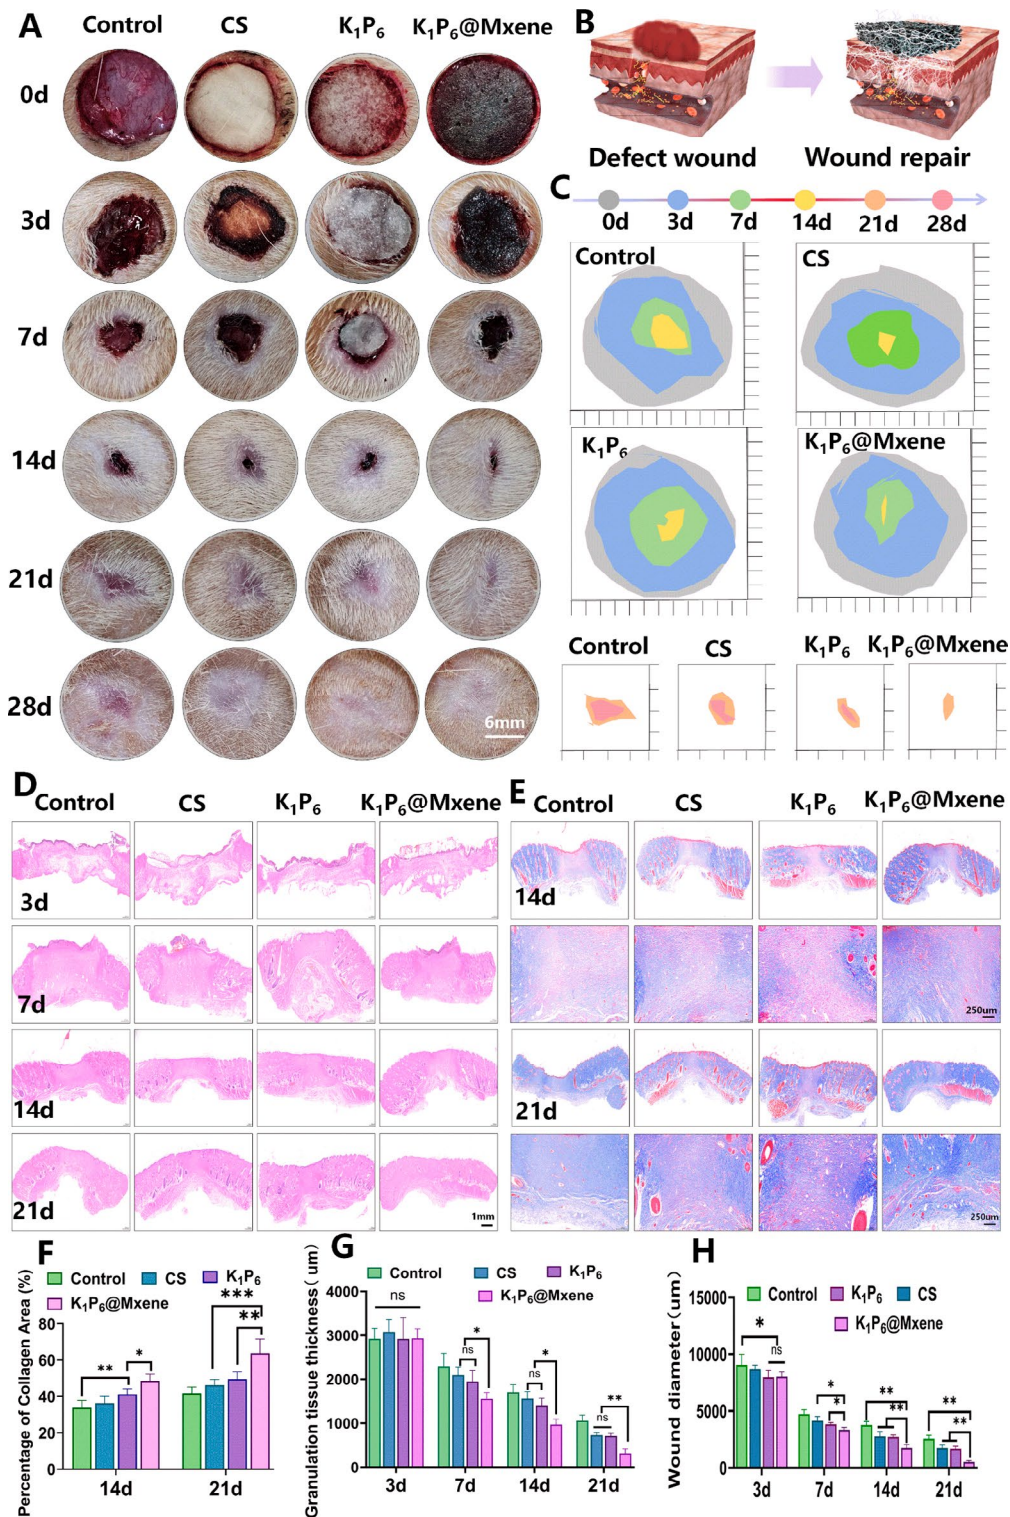 A
Control
CS
K₁P₆
K₁P₆@Mxene
0d
3d
7d
14d
21d
28d
6mm
B
Defect wound
Wound repair
C
0d
3d
7d
14d
21d
28d
Control
CS
K₁P₆
K₁P₆@Mxene
Control
CS
K₁P₆
K₁P₆@Mxene
D
Control
CS
K₁P₆
K₁P₆@Mxene
3d
7d
14d
21d
1mm
E
Control
CS
K₁P₆
K₁P₆@Mxene
14d
250um
21d
250um
F
Control
CS
K₁P₆
K₁P₆@Mxene
Percentage of Collagen Area (%)
80
60
40
20
0
**
*
***
**
14d
21d
G
Control
CS
K₁P₆
K₁P₆@Mxene
Granulation tissue thickness ( um)
4000
3000
2000
1000
0
ns
*
ns
*
ns
**
ns
3d
7d
14d
21d
H
Control
K₁P₆
CS
K₁P₆@Mxene
Wound diameter (um)
15000
10000
5000
0
*
ns
*
*
**
**
**
**
3d
7d
14d
21d